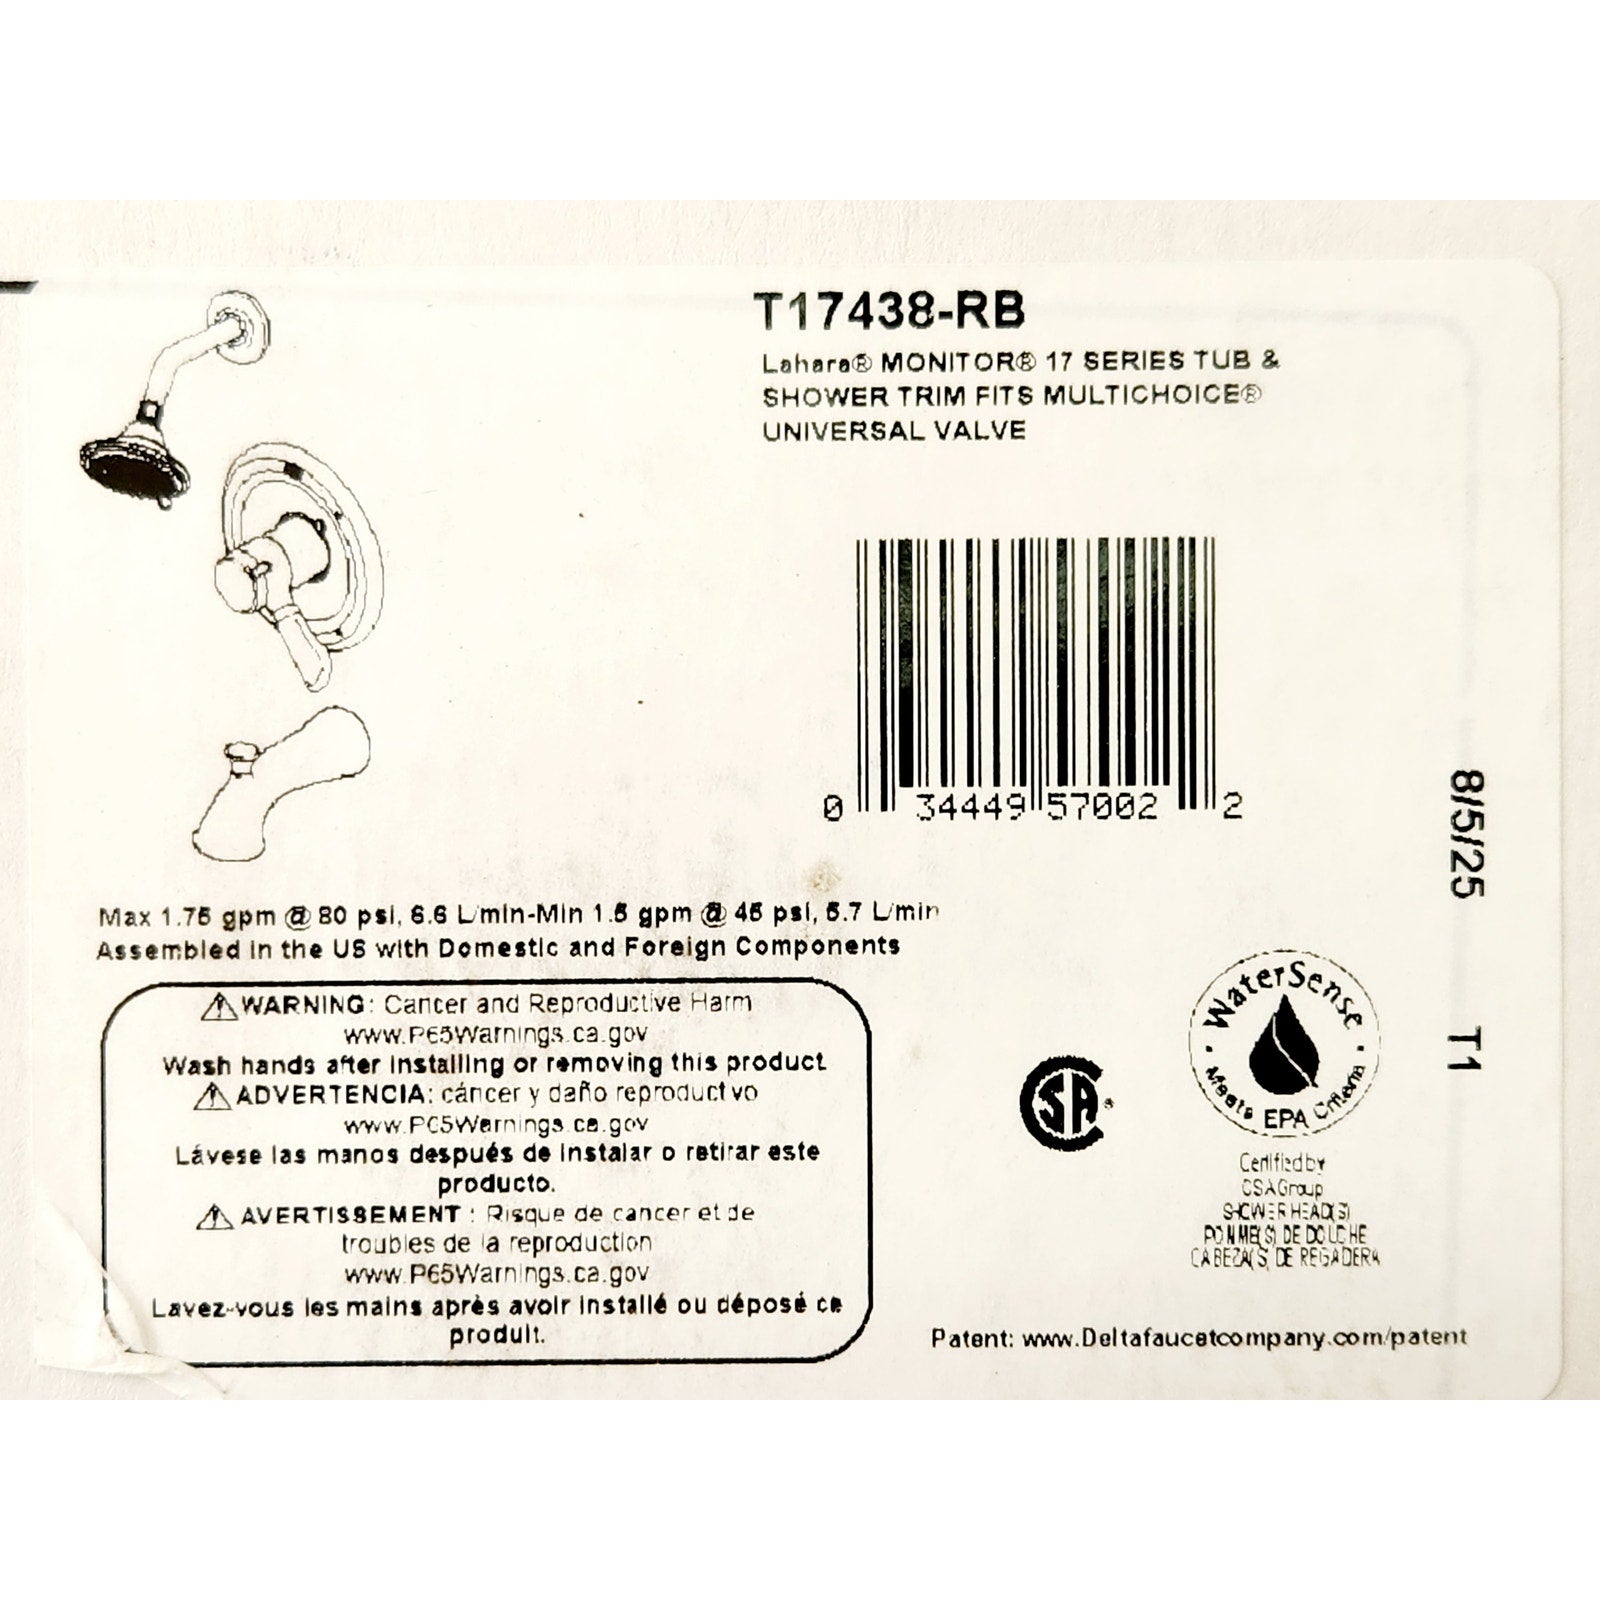 T17438-RB
Lahara® MONITOR® 17 SERIES TUB &
SHOWER TRIM FITS MULTICHOICE®
UNIVERSAL VALVE
0 34449 57002 2
8/5/25 T1
Max 1.75 gpm @ 80 psi, 6.6 L/min-Min 1.5 gpm @ 45 psi, 5.7 L/min
Assembled in the US with Domestic and Foreign Components
WARNING: Cancer and Reproductive Harm
www.P65Warnings.ca.gov
Wash hands after installing or removing this product
ADVERTENCIA: cáncer y daño reproductivo
www.P65Warnings.ca.gov
Lávese las manos después de instalar o retirar este
producto.
AVERTISSEMENT : Risque de cancer et de
troubles de la reproduction
www.P65Warnings.ca.gov
Lavez-vous les mains après avoir installé ou déposé ce
produit.
CSA®
WaterSense
Meets EPA Criteria
Certified by
CSA Group
SHOWER HEAD(S)
POMME(S) DE DOUCHE
CABEZA(S) DE REGADERA
Patent: www.Deltafaucetcompany.com/patent